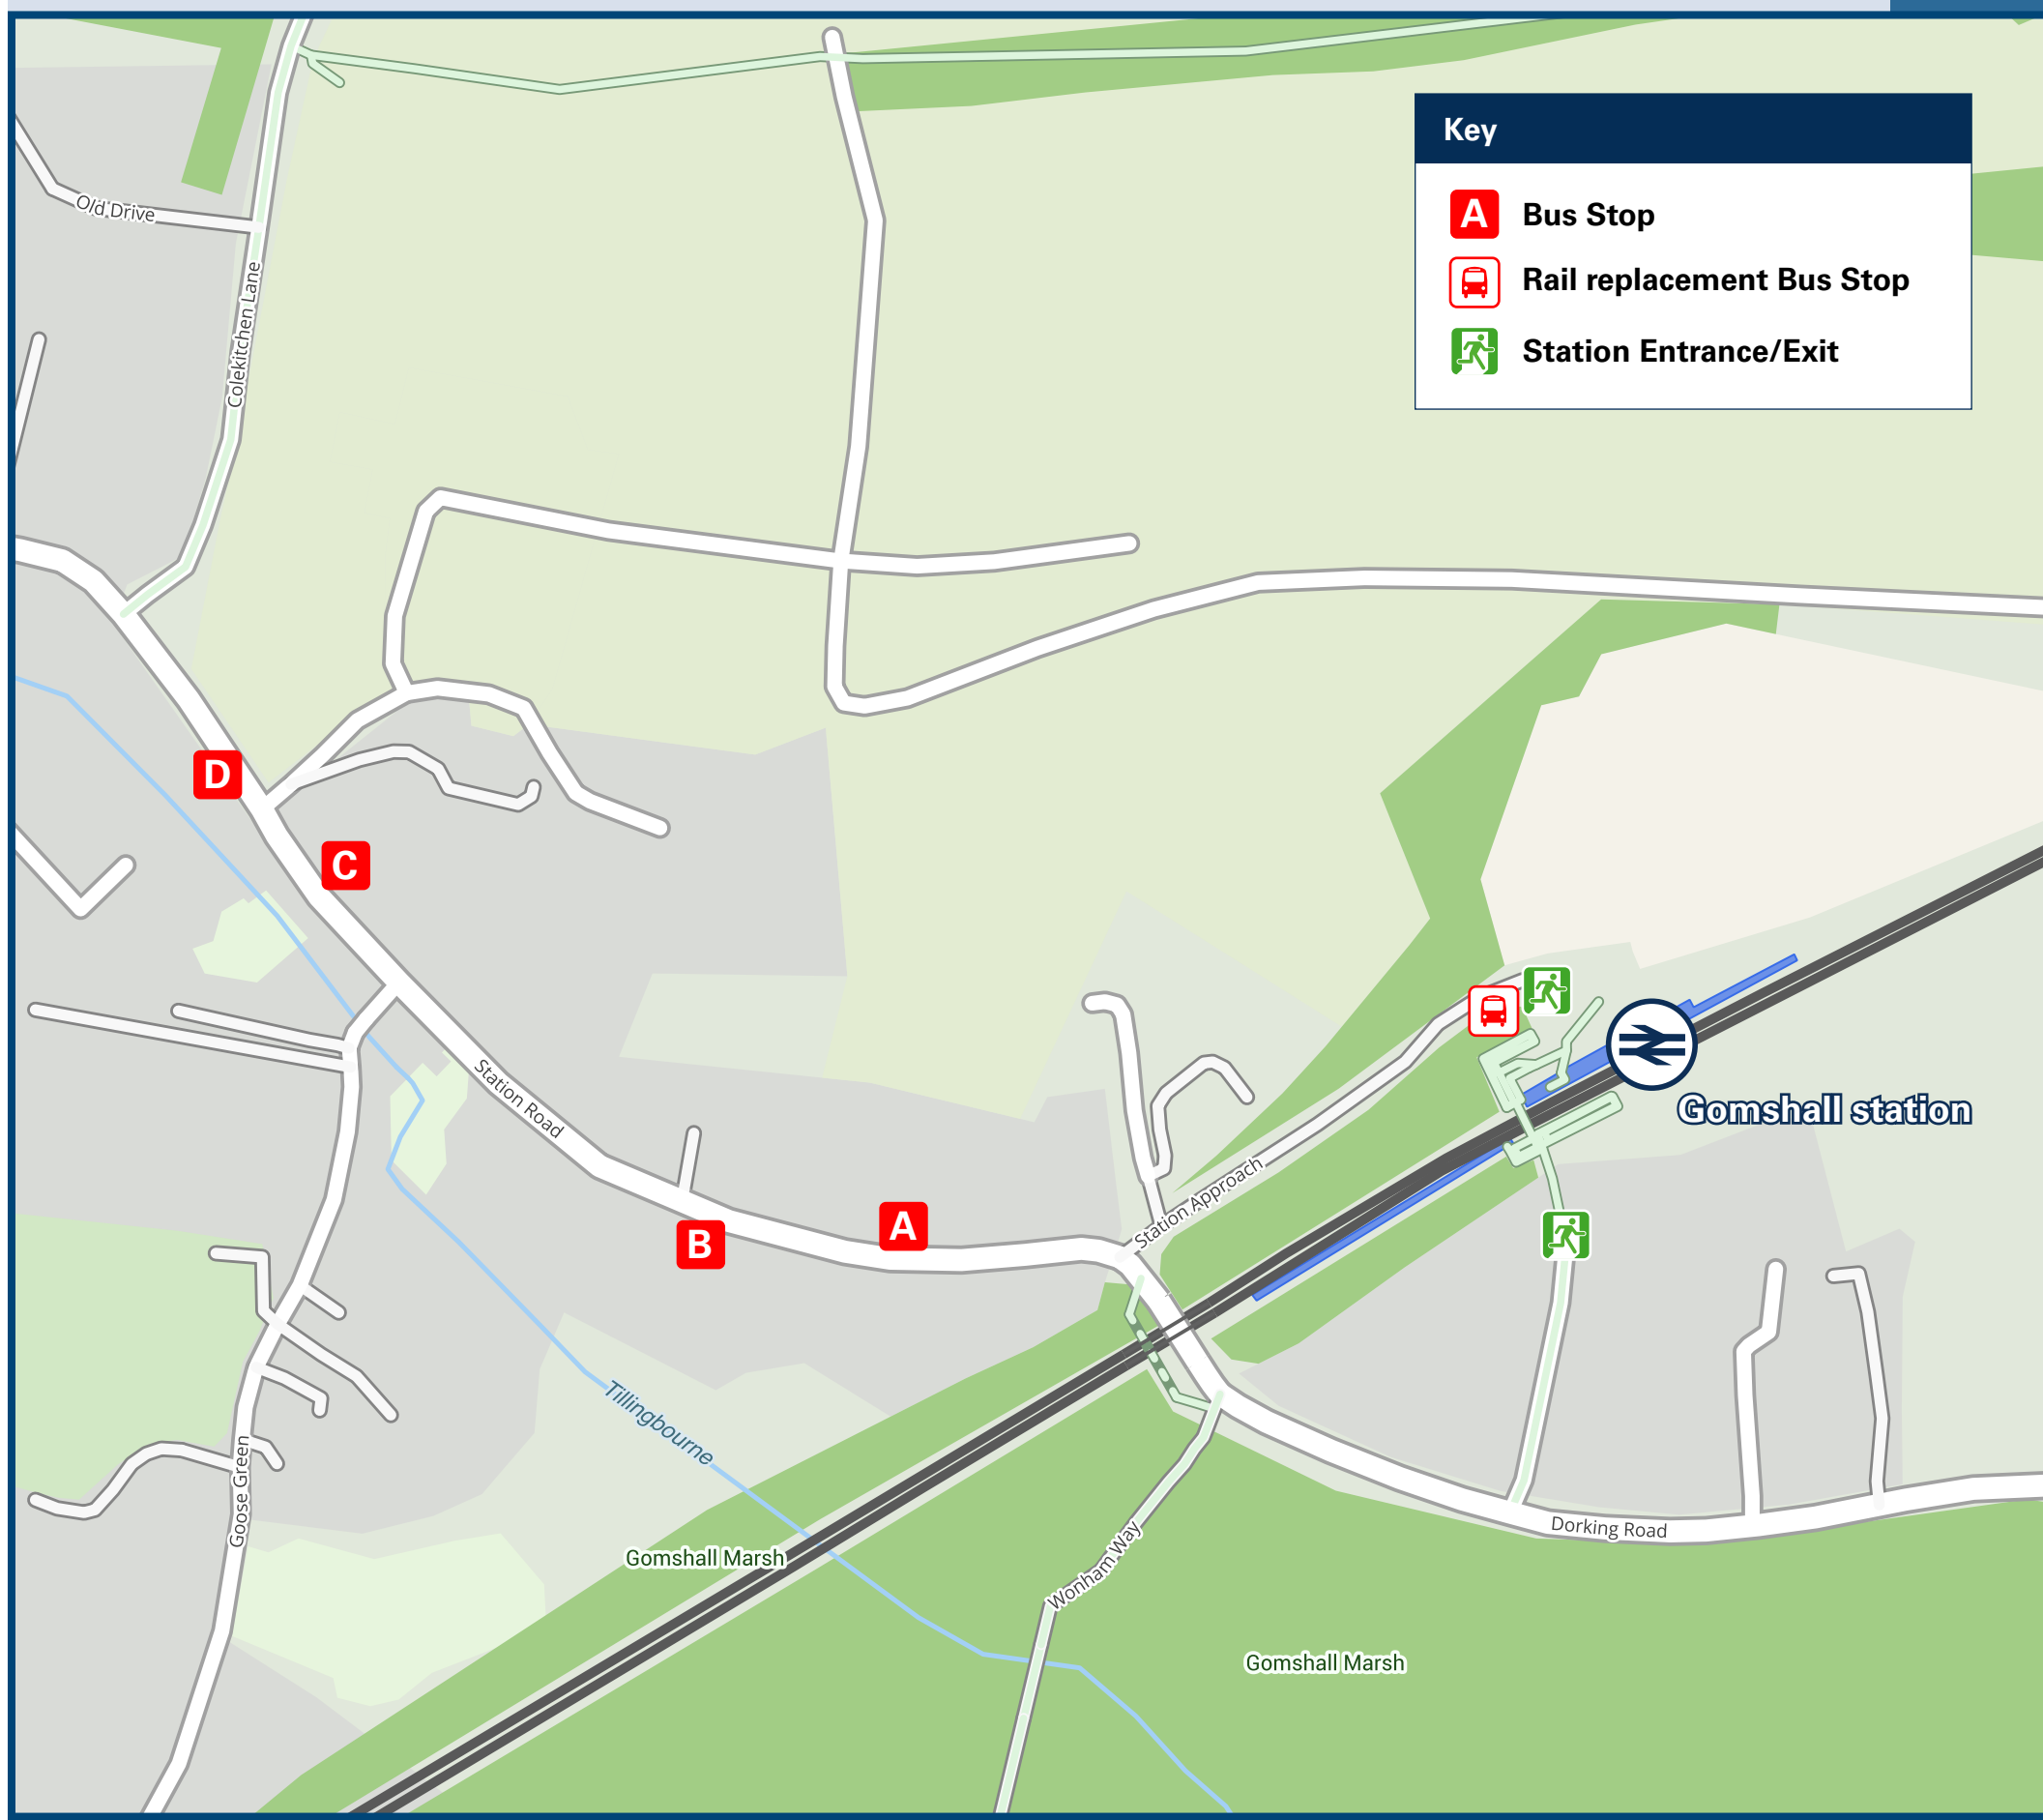 Key
A Bus Stop
Rail replacement Bus Stop
Station Entrance/Exit
Old Drive
Colekitchen Lane
D
C
Station Road
Gomshall station
A
B
Station Approach
Tillingbourne
Goose Green
Dorking Road
Gomshall Marsh
Wonham Way
Gomshall Marsh